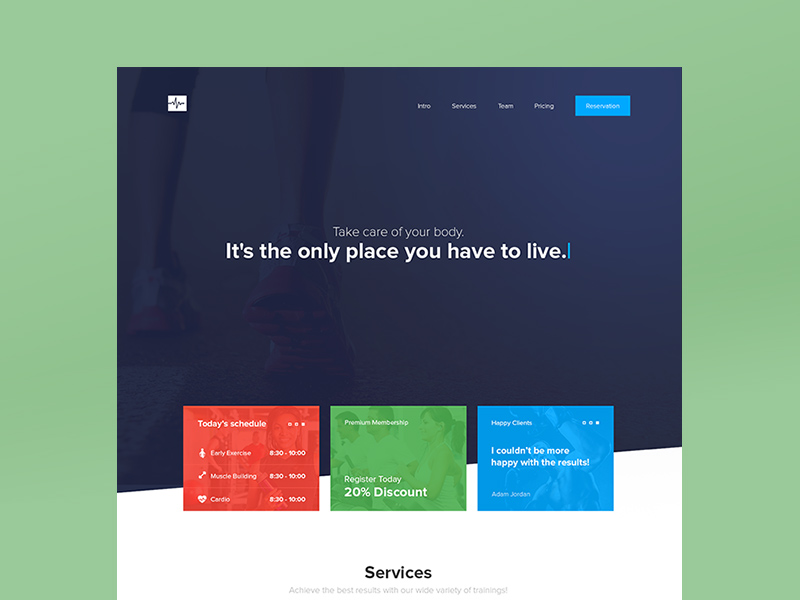 Intro
Services
Team
Pricing
Reservation
Take care of your body.
It's the only place you have to live.
Today's schedule
Early Exercise 8:30 - 10:00
Muscle Building 8:30 - 10:00
Cardio 8:30 - 10:00
Premium Membership
Register Today
20% Discount
Happy Clients
I couldn't be more
happy with the results!
Adam Jordan
Services
Achieve the best results with our wide variety of trainings!